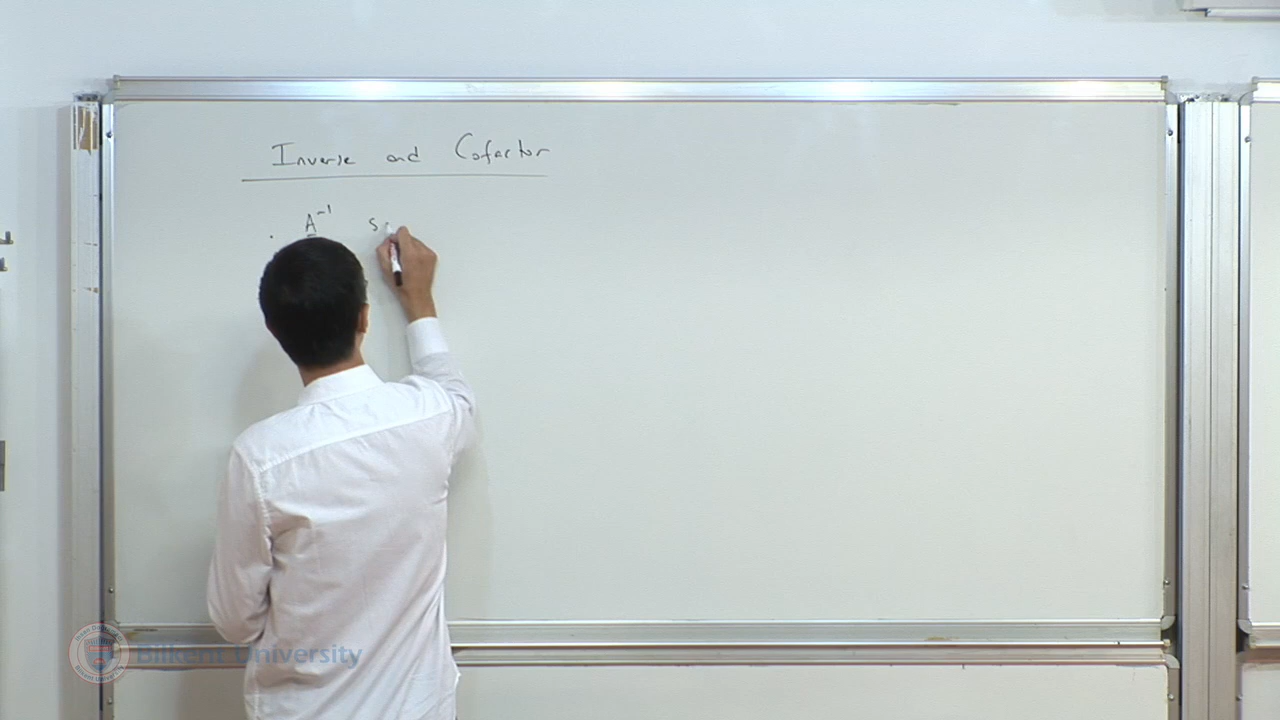 Inverse and Cofactor
. A⁻¹ s
Bilkent University